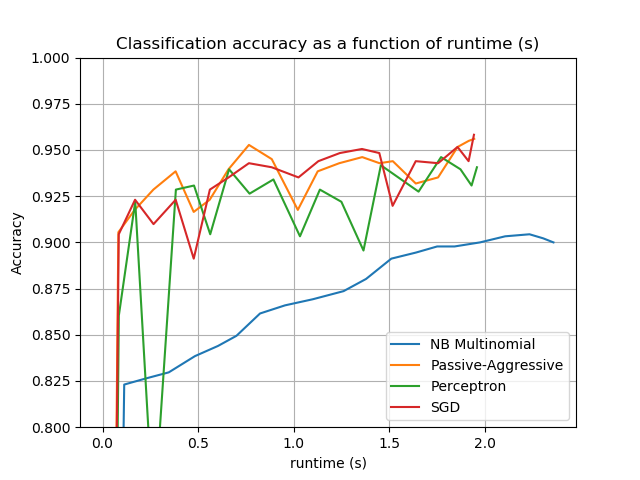 Classification accuracy as a function of runtime (s)
1.000
0.975
0.950
0.925
0.900
0.875
0.850
0.825
0.800
Accuracy
NB Multinomial
Passive-Aggressive
Perceptron
SGD
0.0 0.5 1.0 1.5 2.0
runtime (s)